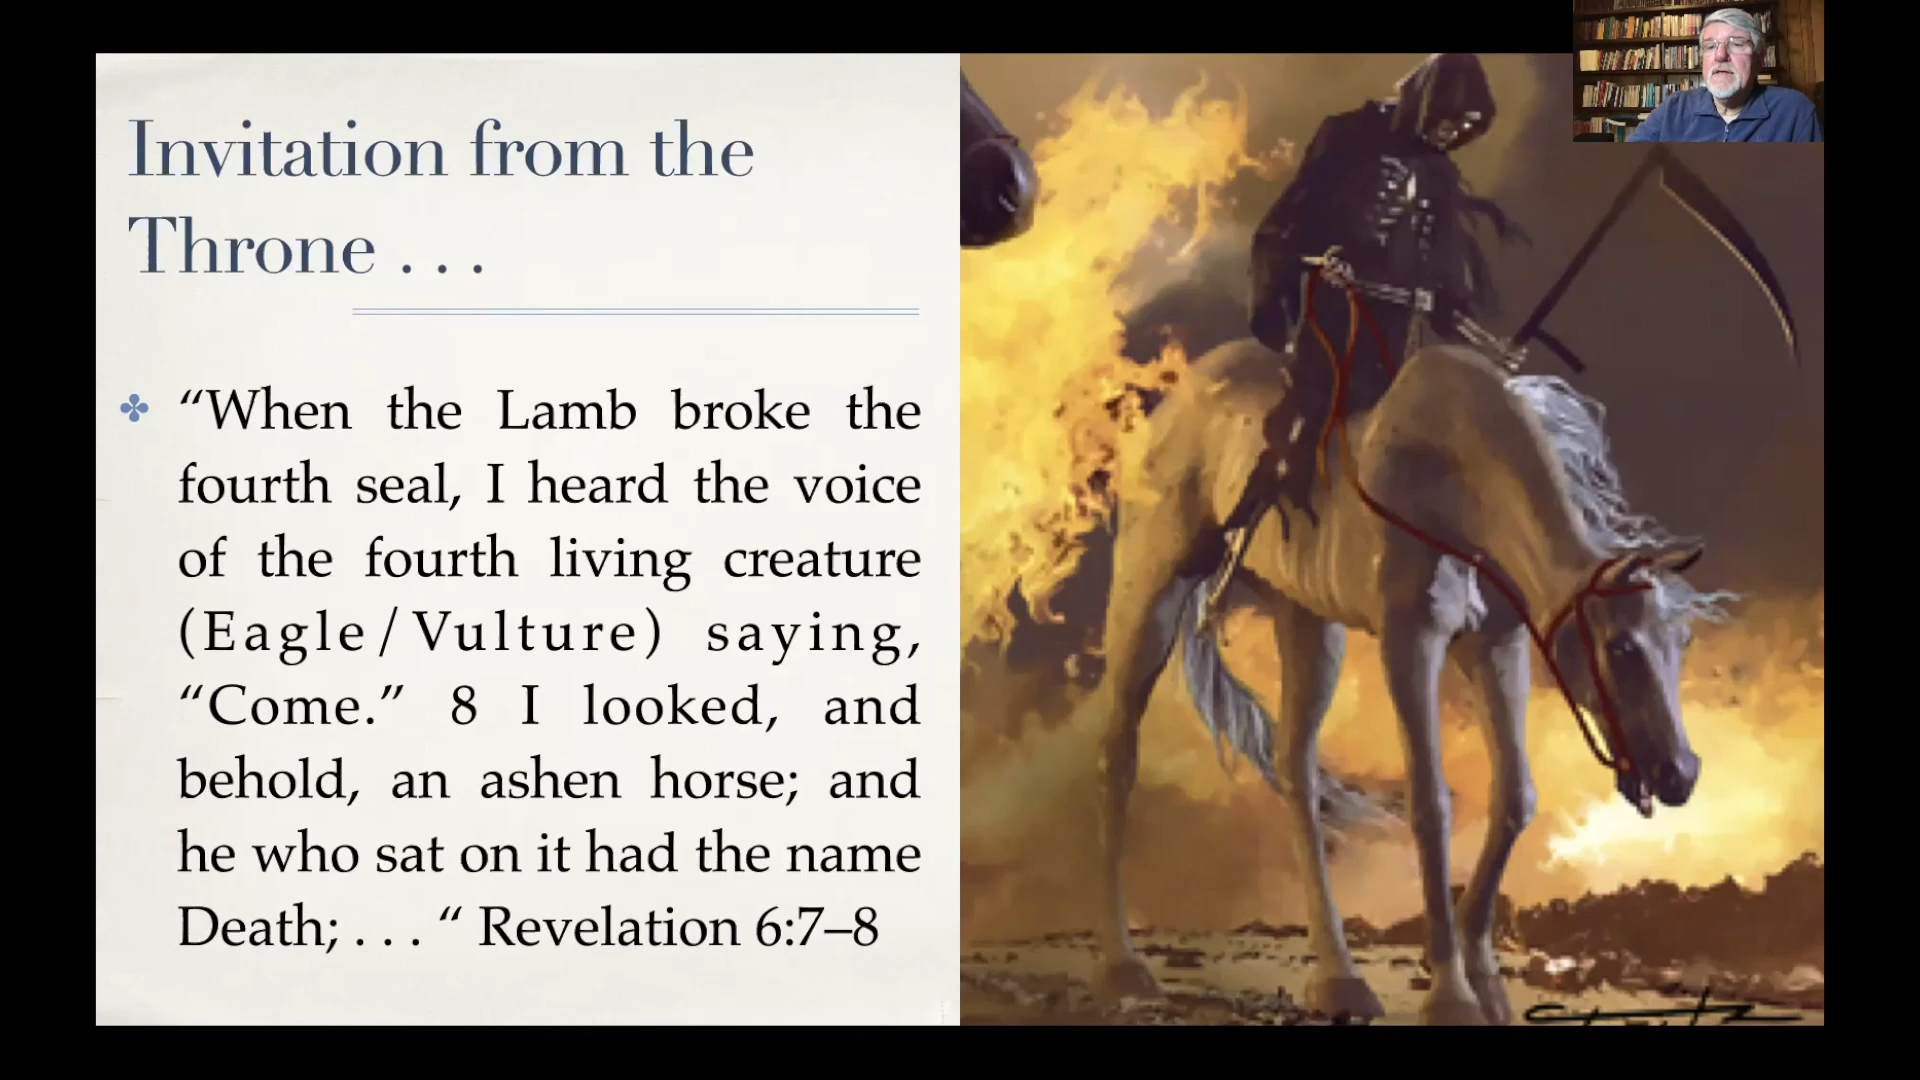 Invitation from the
Throne . . .
“When the Lamb broke the
fourth seal, I heard the voice
of the fourth living creature
(Eagle/Vulture) saying,
“Come.” 8 I looked, and
behold, an ashen horse; and
he who sat on it had the name
Death; . . . “ Revelation 6:7–8